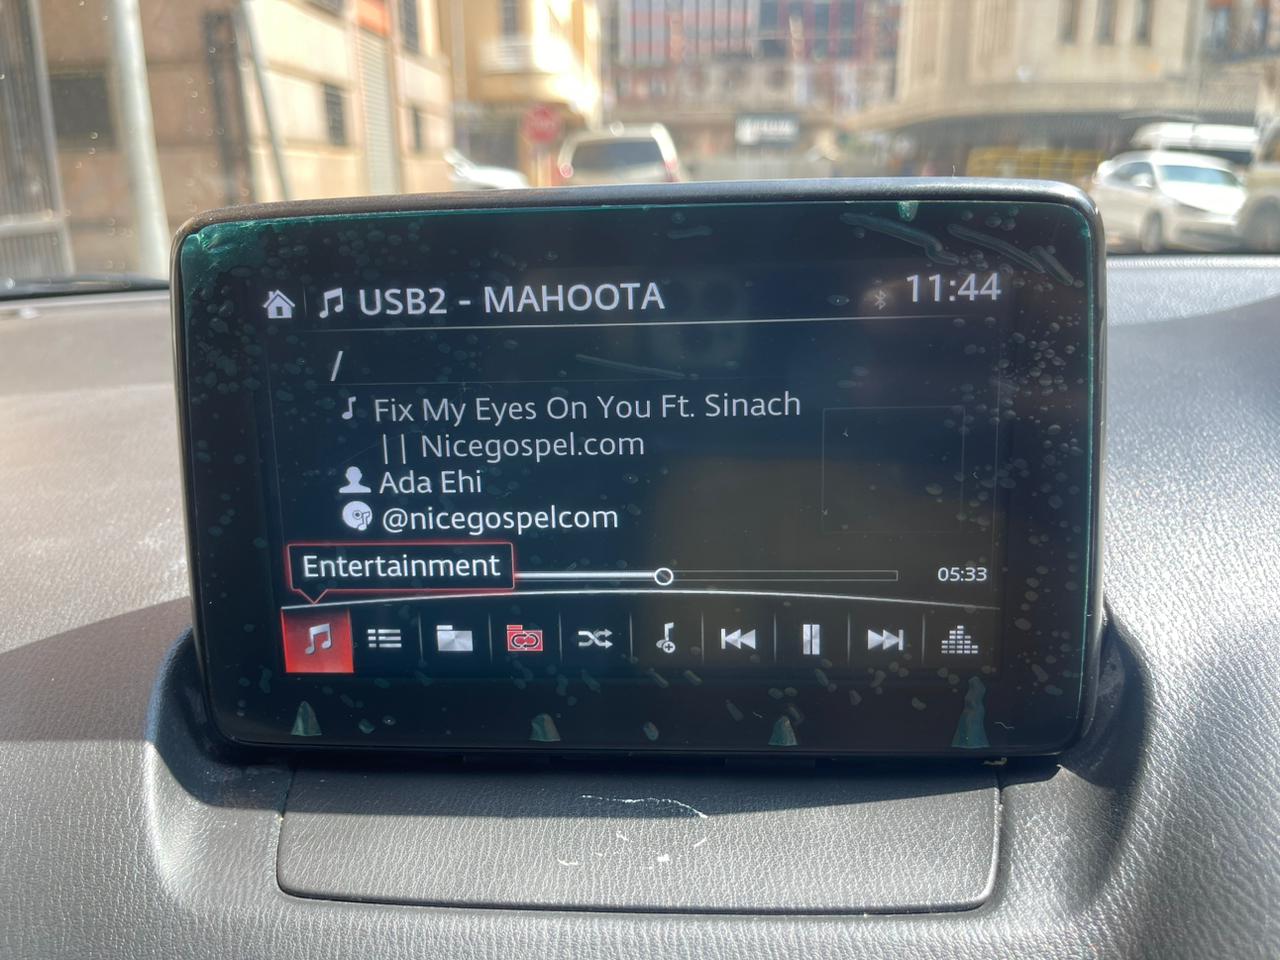 USB2 - MAHOOTA
11:44
/
Fix My Eyes On You Ft. Sinach
|| Nicegospel.com
Ada Ehi
@nicegospelcom
Entertainment
05:33